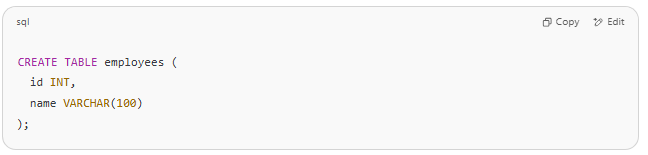 sql Copy Edit
CREATE TABLE employees (
  id INT,
  name VARCHAR(100)
);